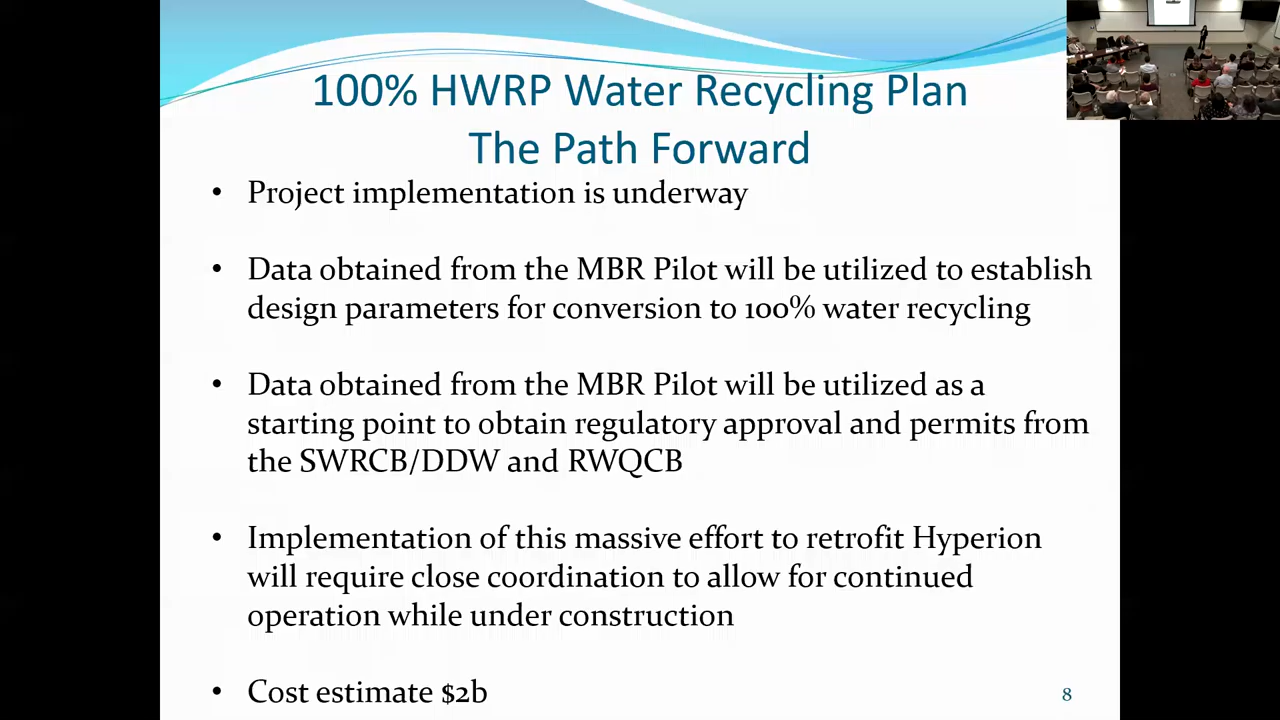 100% HWRP Water Recycling Plan
The Path Forward
• Project implementation is underway
• Data obtained from the MBR Pilot will be utilized to establish
design parameters for conversion to 100% water recycling
• Data obtained from the MBR Pilot will be utilized as a
starting point to obtain regulatory approval and permits from
the SWRCB/DDW and RWQCB
• Implementation of this massive effort to retrofit Hyperion
will require close coordination to allow for continued
operation while under construction
• Cost estimate $2b
8